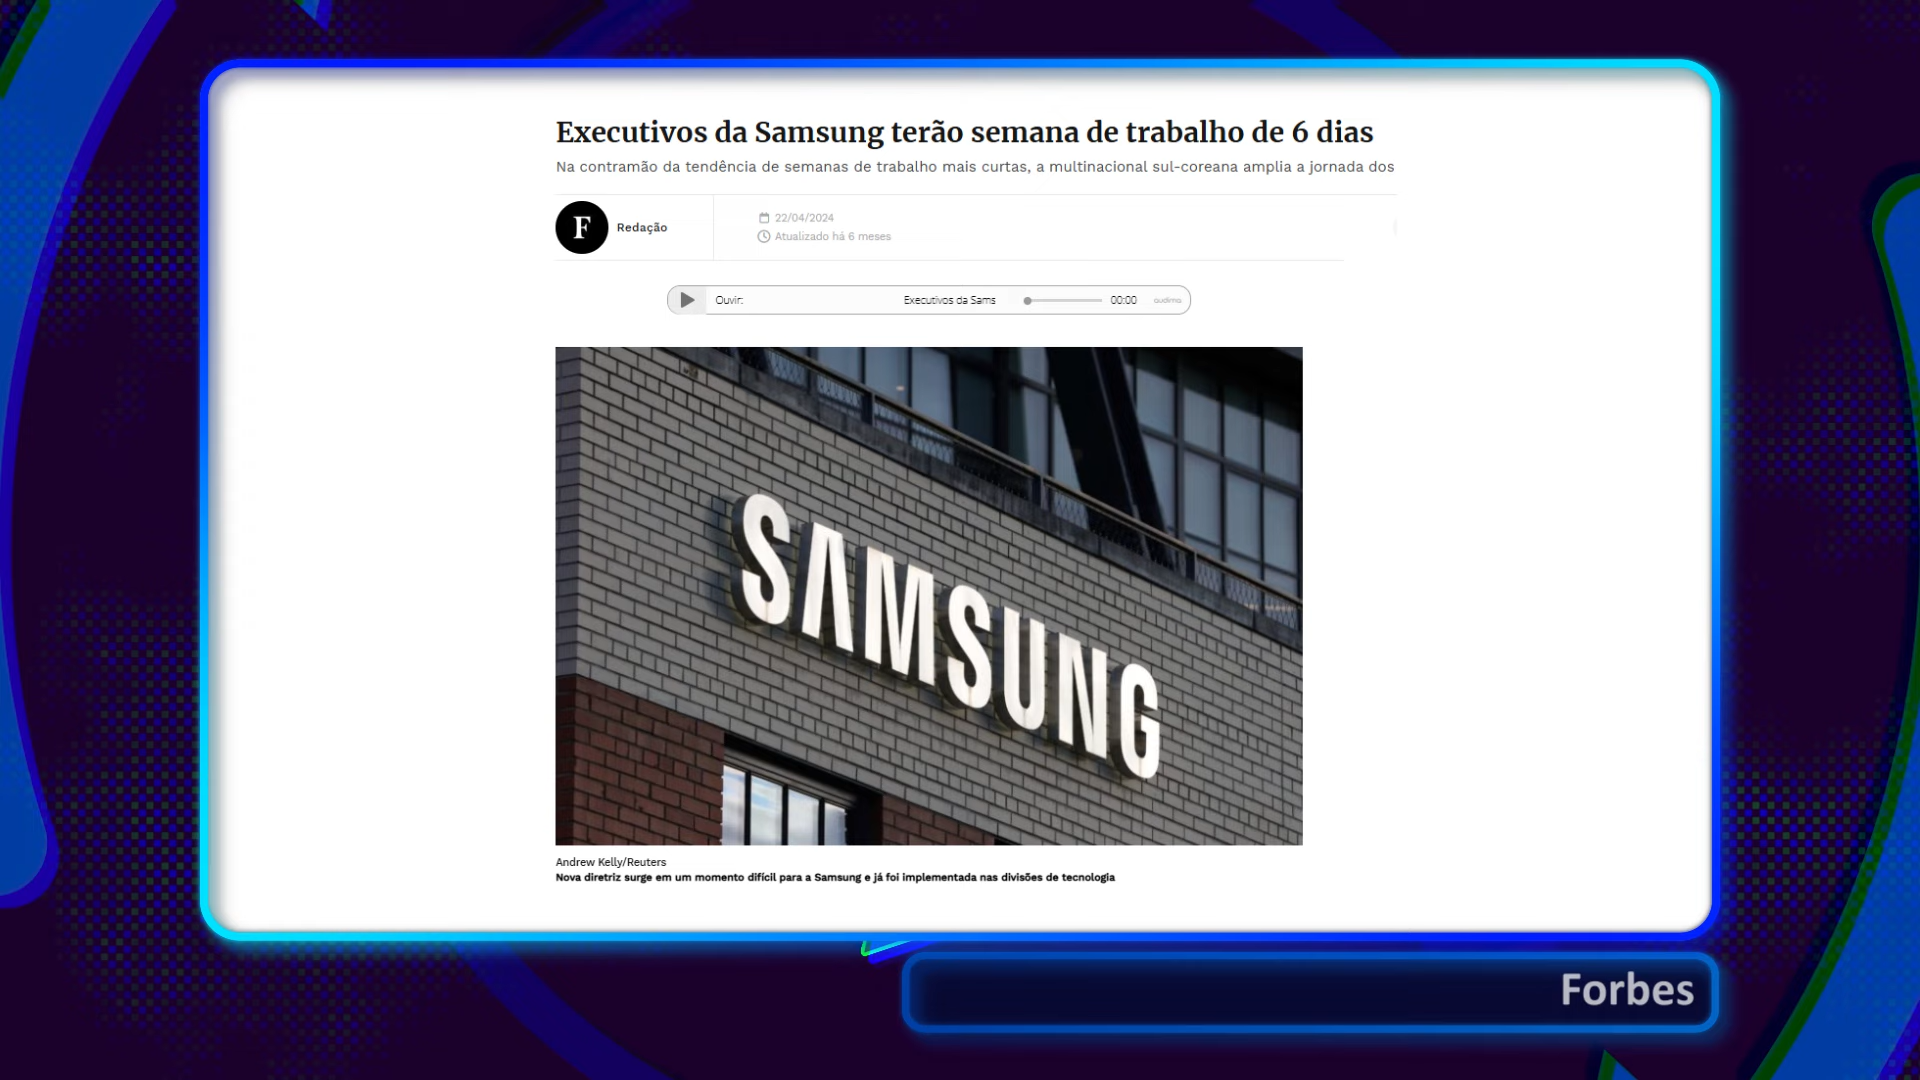 Executivos da Samsung terão semana de trabalho de 6 dias
Na contramão da tendência de semanas de trabalho mais curtas, a multinacional sul-coreana amplia a jornada dos
F
Redação
22/04/2024
Atualizado há 6 meses
Ouvir: Executivos da Sams 00:00 audima
SAMSUNG
Andrew Kelly/Reuters
Nova diretriz surge em um momento difícil para a Samsung e já foi implementada nas divisões de tecnologia
Forbes